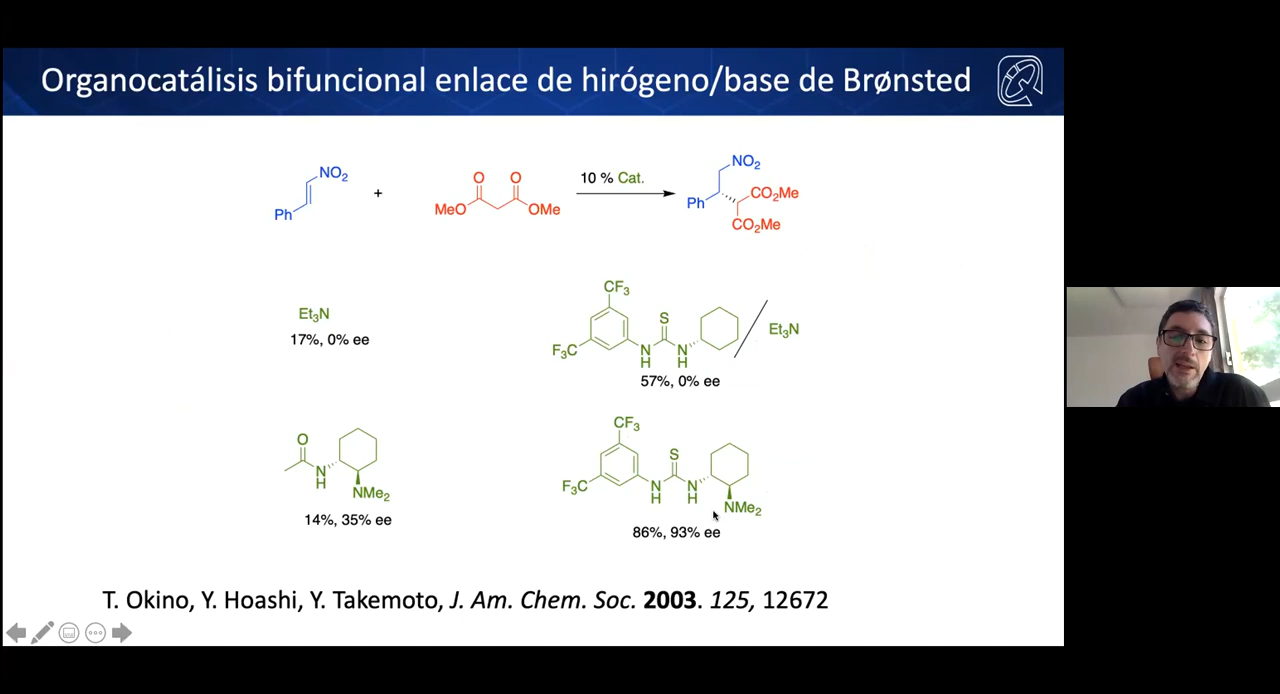 Organocatálisis bifuncional enlace de hirógeno/base de Brønsted
NO2
Ph
+
O O
MeO OMe
10 % Cat.
NO2
Ph
CO2Me
CO2Me
Et3N
17%, 0% ee
CF3
F3C
S
N N
H H
Et3N
57%, 0% ee
O
N
H
NMe2
14%, 35% ee
CF3
F3C
S
N N
H H
NMe2
86%, 93% ee
T. Okino, Y. Hoashi, Y. Takemoto, J. Am. Chem. Soc. 2003. 125, 12672